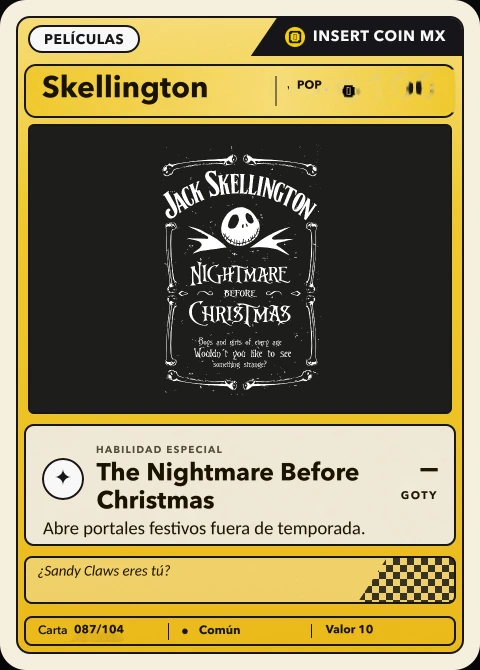 PELÍCULAS
INSERT COIN MX
Skellington
POP
JACK SKELLINGTON
NIGHTMARE
BEFORE
CHRISTMAS
Boys and girls of every age
Wouldn't you like to see
something strange?
HABILIDAD ESPECIAL
The Nightmare Before
Christmas
—
GOTY
Abre portales festivos fuera de temporada.
¿Sandy Claws eres tú?
Carta 087/104
● Común
Valor 10